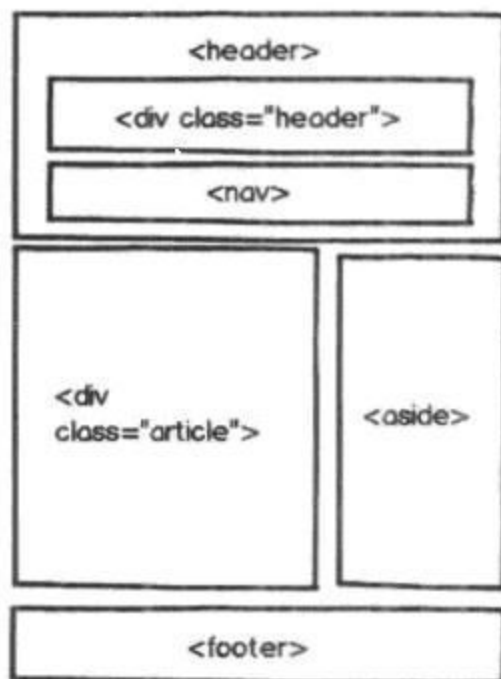 <header>
<div class="header">
<nav>
<div
class="article">
<aside>
<footer>